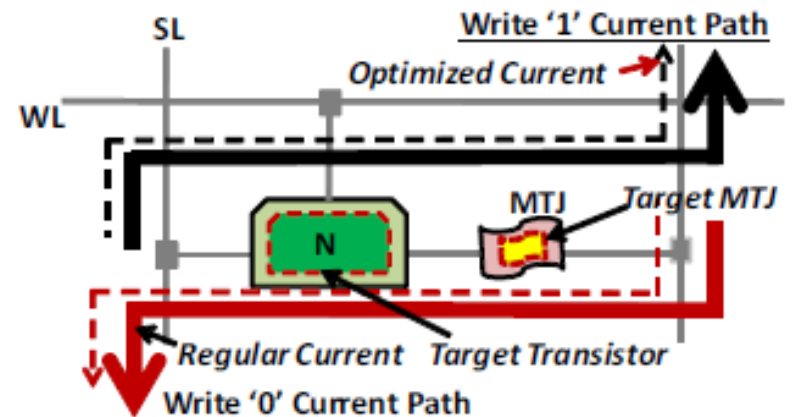 SL
Write ‘1’ Current Path
Optimized Current
WL
MTJ
Target MTJ
N
Regular Current
Target Transistor
Write ‘0’ Current Path